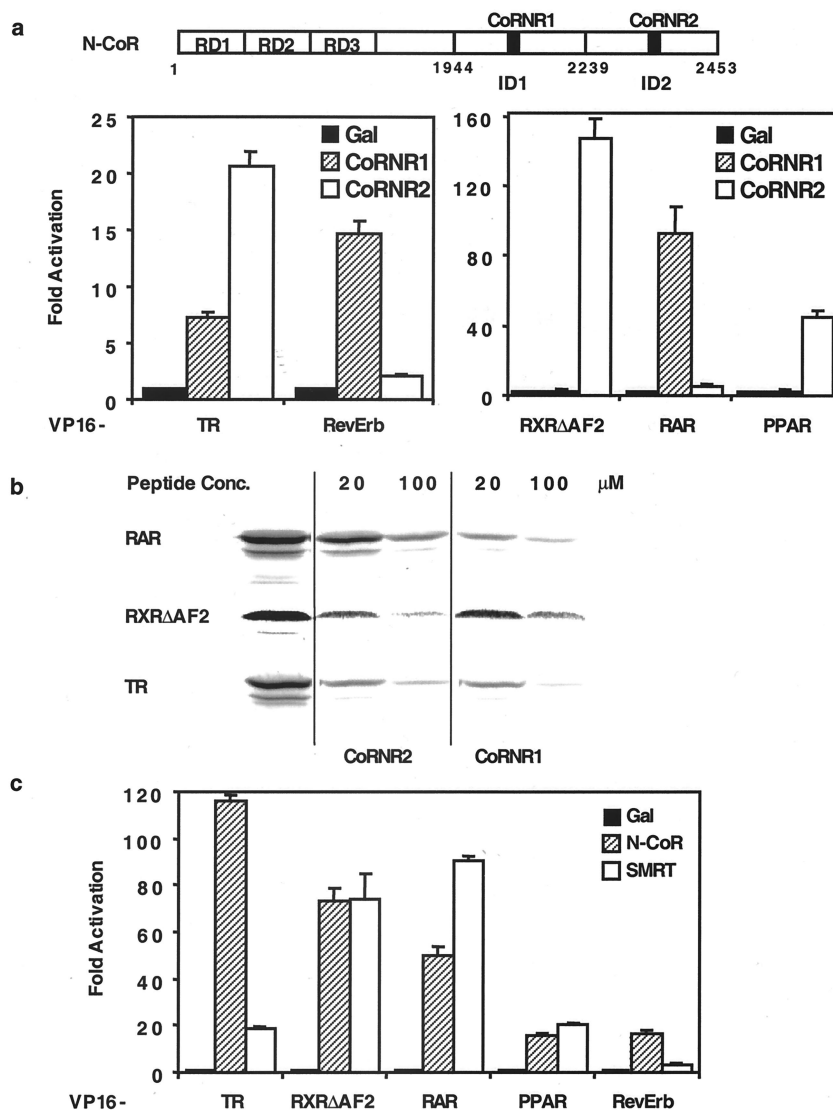 a
CoRNR1 CoRNR2
N-CoR RD1 RD2 RD3
1 1944 2239 2453
ID1 ID2
Fold Activation
25
20
15
10
5
0
Gal
CoRNR1
CoRNR2
VP16- TR RevErb
160
120
80
40
0
Gal
CoRNR1
CoRNR2
RXRΔAF2 RAR PPAR
b
Peptide Conc. 20 100 20 100 μM
RAR
RXRΔAF2
TR
CoRNR2 CoRNR1
c
Fold Activation
120
100
80
60
40
20
0
Gal
N-CoR
SMRT
VP16- TR RXRΔAF2 RAR PPAR RevErb